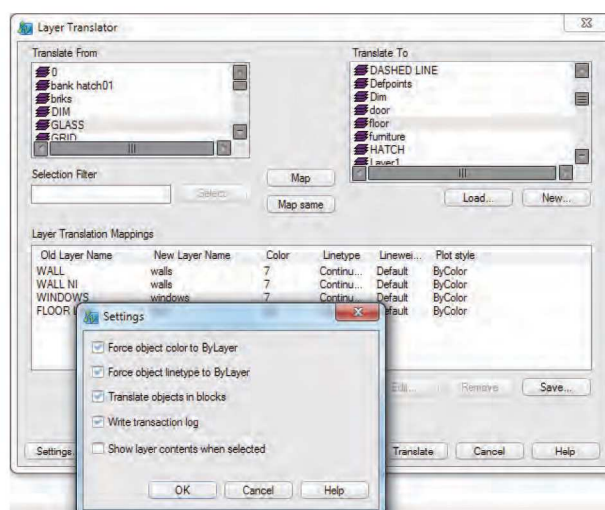 Layer Translator
Translate From
0
bank hatch01
briks
DIM
GLASS
GRID
Translate To
DASHED LINE
Defpoints
Dim
door
floor
furniture
HATCH
Layer1
Selection Filter
Select
Map
Map same
Load...
New...
Layer Translation Mappings
Old Layer Name New Layer Name Color Linetype Linewei... Plot style
WALL walls 7 Continu... Default ByColor
WALL NI walls 7 Continu... Default ByColor
WINDOWS windows 7 Continu... Default ByColor
FLOOR ByColor
Edit... Remove Save...
Settings
Translate Cancel Help
Settings
Force object color to ByLayer
Force object linetype to ByLayer
Translate objects in blocks
Write transaction log
Show layer contents when selected
OK Cancel Help